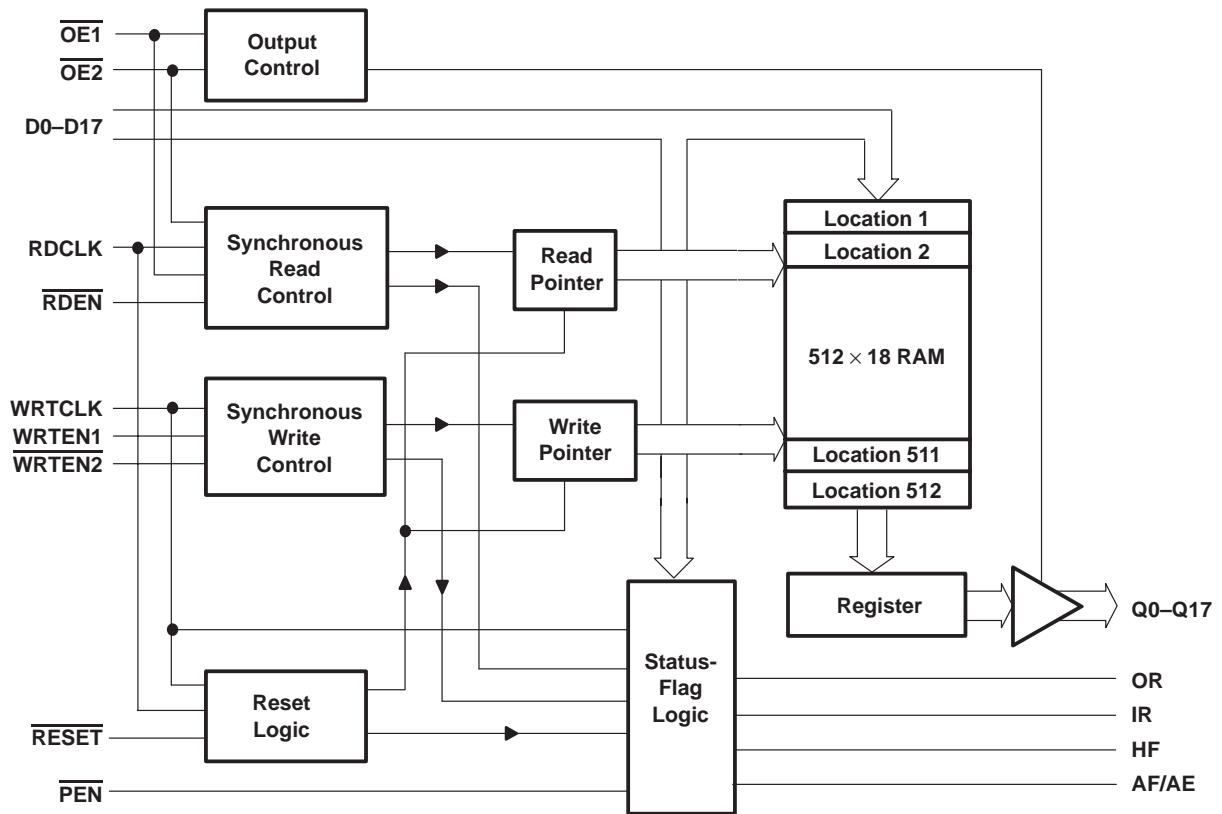 OE1
OE2
Output
Control
D0–D17
RDCLK
RDEN
Synchronous
Read
Control
Read
Pointer
Location 1
Location 2
512 × 18 RAM
Location 511
Location 512
WRTCLK
WRTEN1
WRTEN2
Synchronous
Write
Control
Write
Pointer
Register
Q0–Q17
Reset
Logic
RESET
PEN
Status-
Flag
Logic
OR
IR
HF
AF/AE